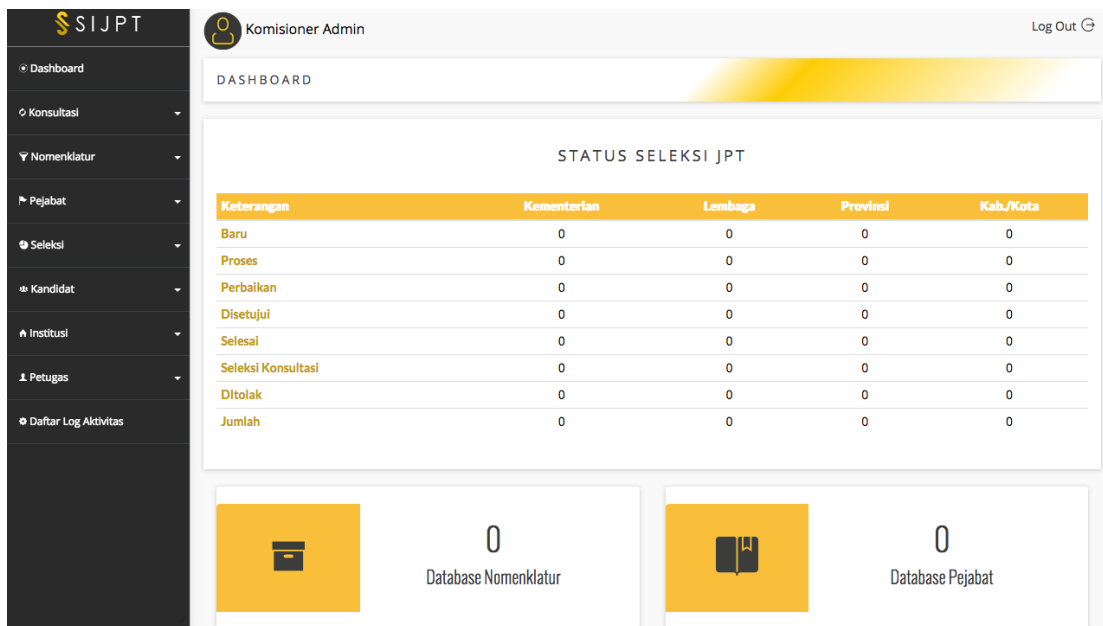 SIJPT
Komisioner Admin
Log Out
Dashboard
Konsultasi
Nomenklatur
Pejabat
Seleksi
Kandidat
Institusi
Petugas
Daftar Log Aktivitas
DASHBOARD
STATUS SELEKSI JPT
Keterangan Kementerian Lembaga Provinsi Kab./Kota
Baru 0 0 0 0
Proses 0 0 0 0
Perbaikan 0 0 0 0
Disetujui 0 0 0 0
Selesai 0 0 0 0
Seleksi Konsultasi 0 0 0 0
DItolak 0 0 0 0
Jumlah 0 0 0 0
0
Database Nomenklatur
0
Database Pejabat